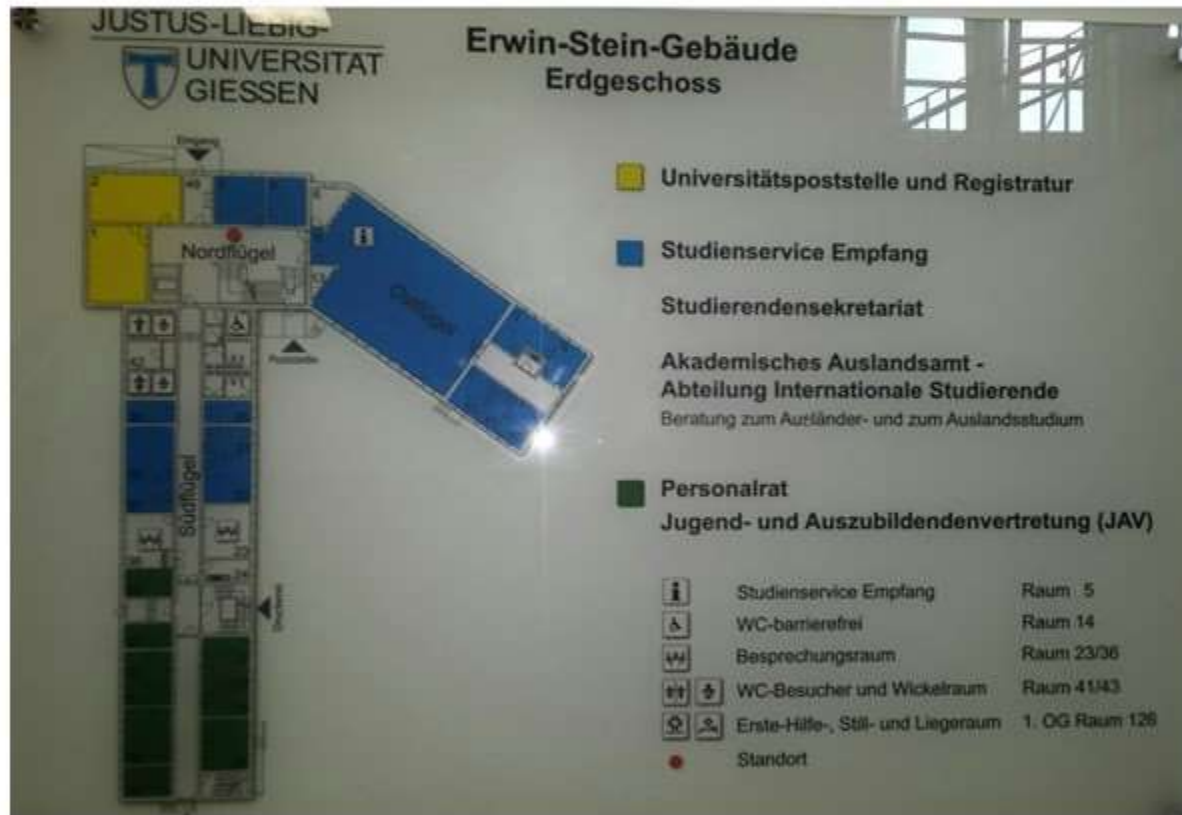 JUSTUS-LIEBIG-
UNIVERSITÄT
GIESSEN
Erwin-Stein-Gebäude
Erdgeschoss
Eingang
Nordflügel
Ostflügel
Südflügel
Universitätspoststelle und Registratur
Studienservice Empfang
Studierendensekretariat
Akademisches Auslandsamt -
Abteilung Internationale Studierende
Beratung zum Ausländer- und zum Auslandsstudium
Personalrat
Jugend- und Auszubildendenvertretung (JAV)
Studienservice Empfang Raum 5
WC-barrierefrei Raum 14
Besprechungsraum Raum 23/36
WC-Besucher und Wickelraum Raum 41/43
Erste-Hilfe-, Still- und Liegeraum 1. OG Raum 126
Standort